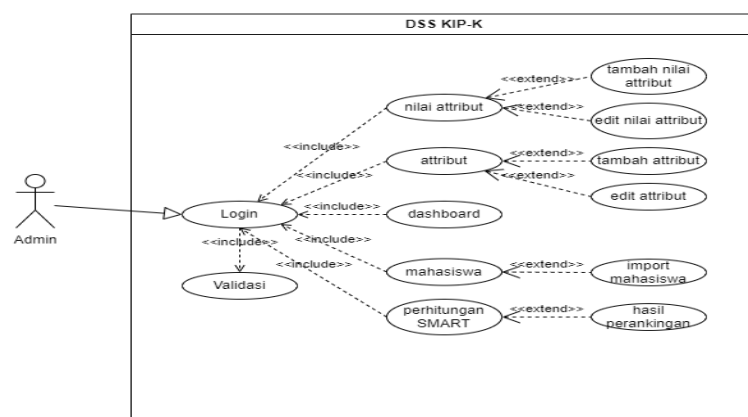 DSS KIP-K
tambah nilai
attribut
<<extend>>
nilai attribut
<<extend>>
edit nilai attribut
<<include>>
attribut
<<extend>>
tambah attribut
<<include>>
<<extend>>
edit attribut
Admin
Login
<<include>>
dashboard
<<include>>
<<include>>
Validasi
mahasiswa
<<extend>>
import
mahasiswa
<<include>>
perhitungan
SMART
<<extend>>
hasil
perankingan